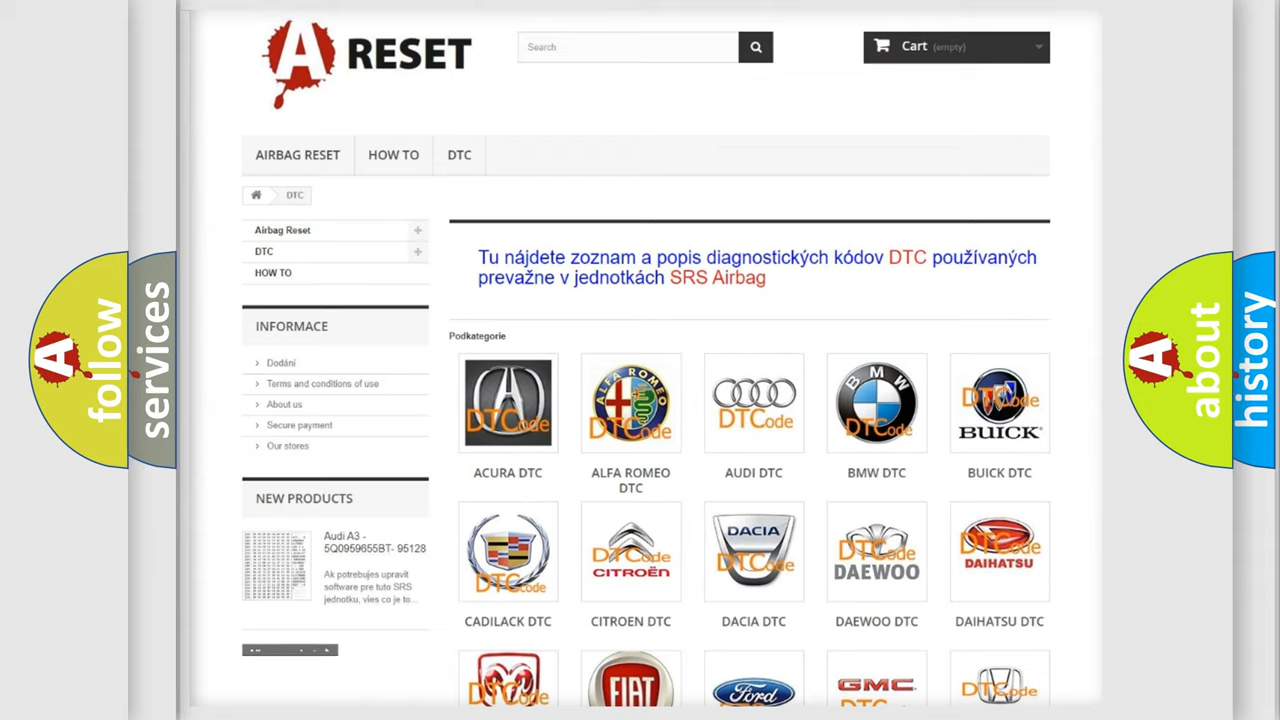 A RESET
Search
Cart (empty)
AIRBAG RESET
HOW TO
DTC
DTC
Airbag Reset
DTC
HOW TO
Tu nájdete zoznam a popis diagnostických kódov DTC používaných
prevažne v jednotkách SRS Airbag
INFORMACE
Dodání
Terms and conditions of use
About us
Secure payment
Our stores
NEW PRODUCTS
Audi A3 -
5Q0959655BT- 95128
Ak potrebujes upravit
software pre tuto SRS
jednotku, vies co je to...
Podkategorie
DTCode
ALFA ROMEO
DTCode
DTCode
BMW
DTCode
DTCode
BUICK
ACURA DTC
ALFA ROMEO
DTC
AUDI DTC
BMW DTC
BUICK DTC
DTCode
DTCode
CITROËN
DACIA
DTCode
DTCode
DAEWOO
DTCode
DAIHATSU
CADILACK DTC
CITROEN DTC
DACIA DTC
DAEWOO DTC
DAIHATSU DTC
DTCode
FIAT
Ford
GMC
DTCode
A follow
services
A about
history